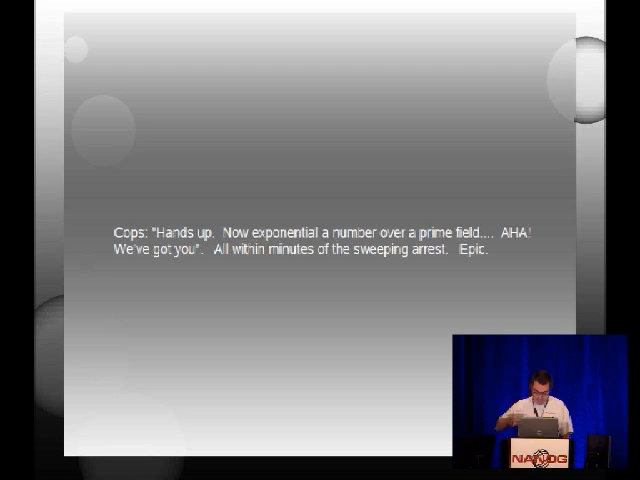 Cops: "Hands up. Now exponential a number over a prime field.... AHA!
We've got you". All within minutes of the sweeping arrest. Epic.
NANOG